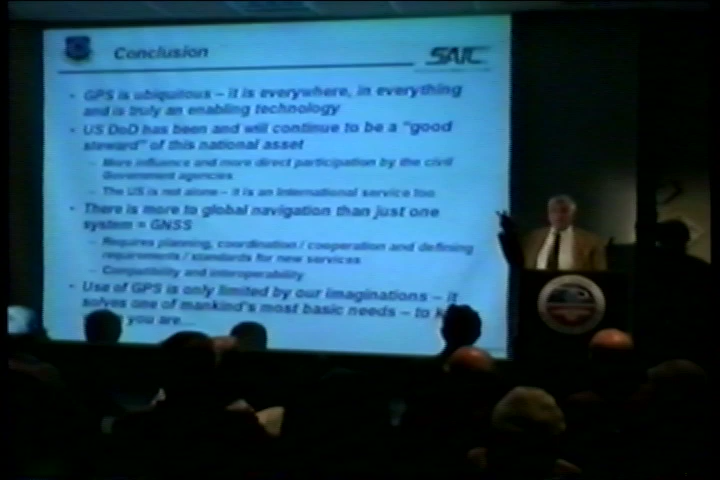 Conclusion
SAIC
• GPS is ubiquitous – it is everywhere, in everything
and is truly an enabling technology
• US DoD has been and will continue to be a "good
steward" of this national asset
– More influence and more direct participation by the civil
Government agencies
– The US is not alone – it is an international service too
• There is more to global navigation than just one
system = GNSS
– Requires planning, coordination / cooperation and defining
requirements / standards for new services
– Compatibility and interoperability
• Use of GPS is only limited by our imaginations – it
solves one of mankind's most basic needs – to
you are